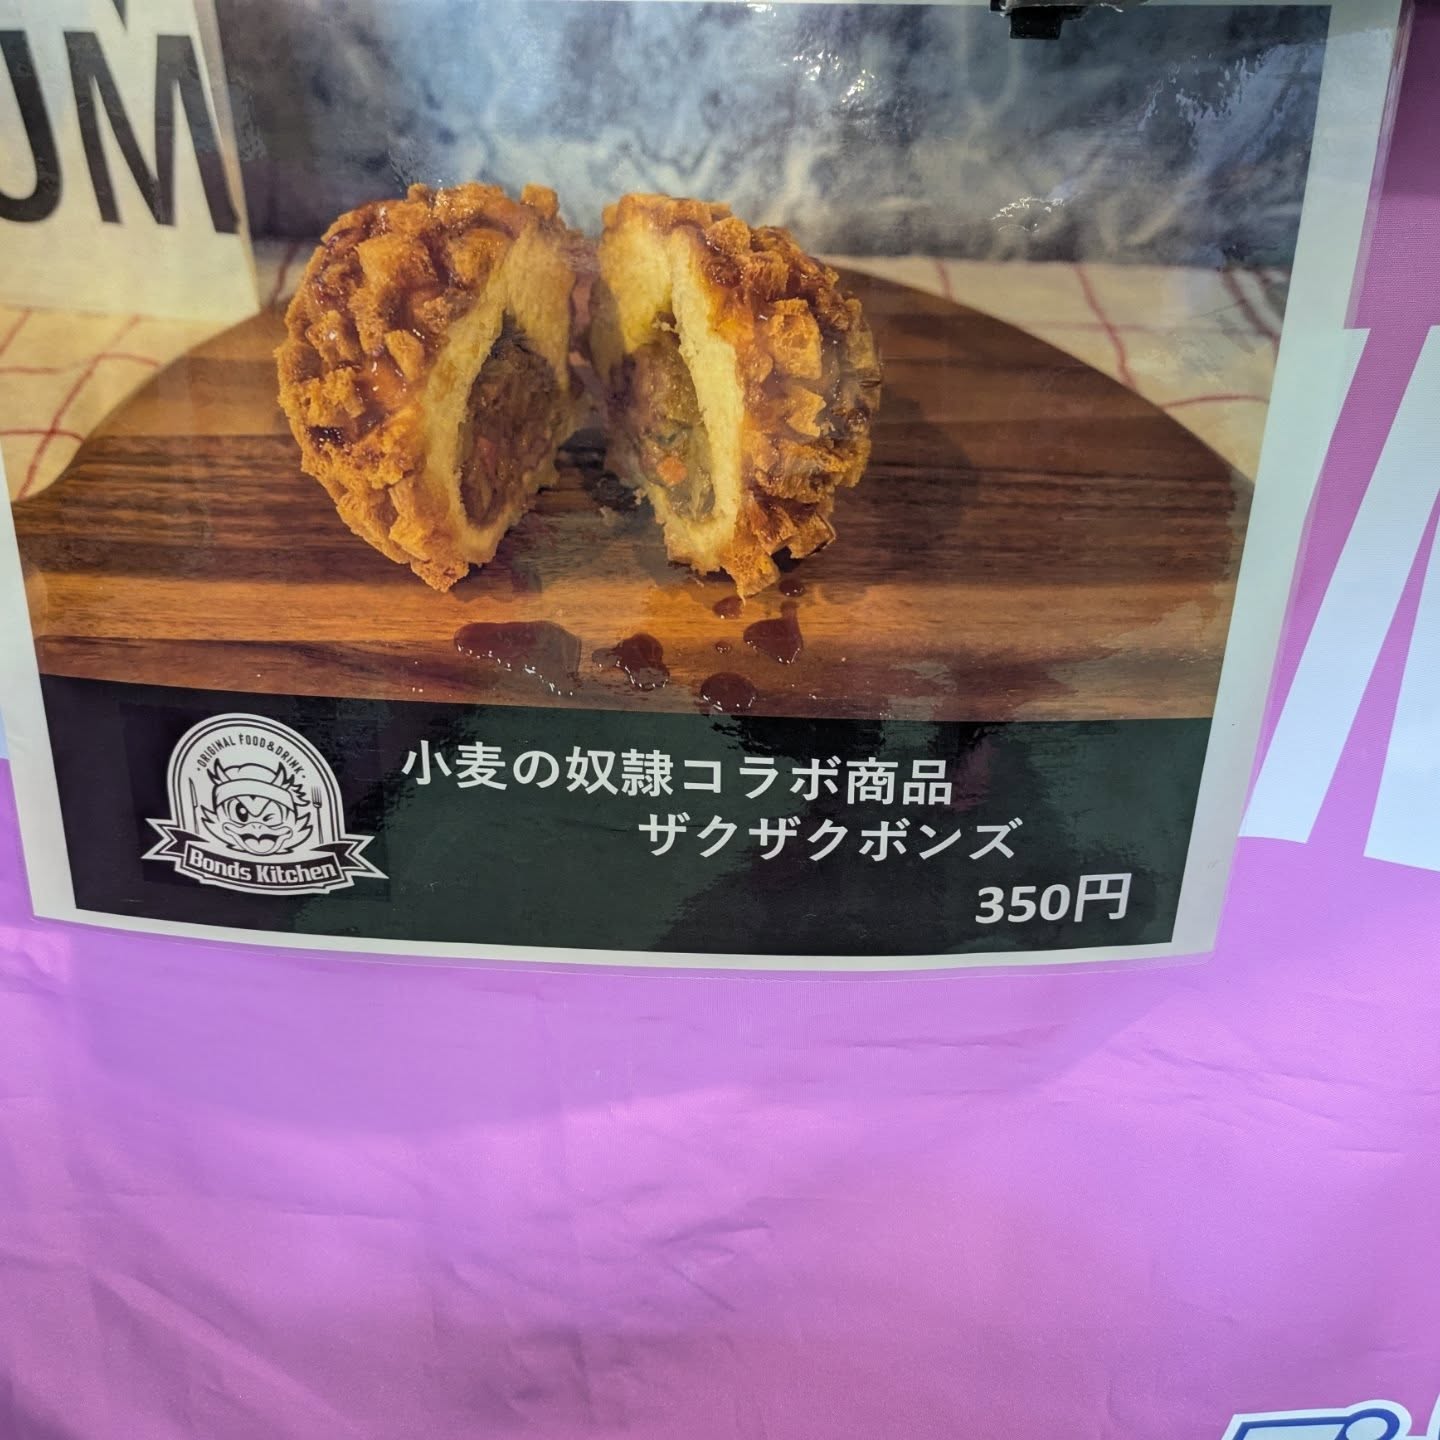 UM
ORIGINAL FOOD&DRINK
Bonds Kitchen
小麦の奴隷コラボ商品
ザクザクボンズ
350円